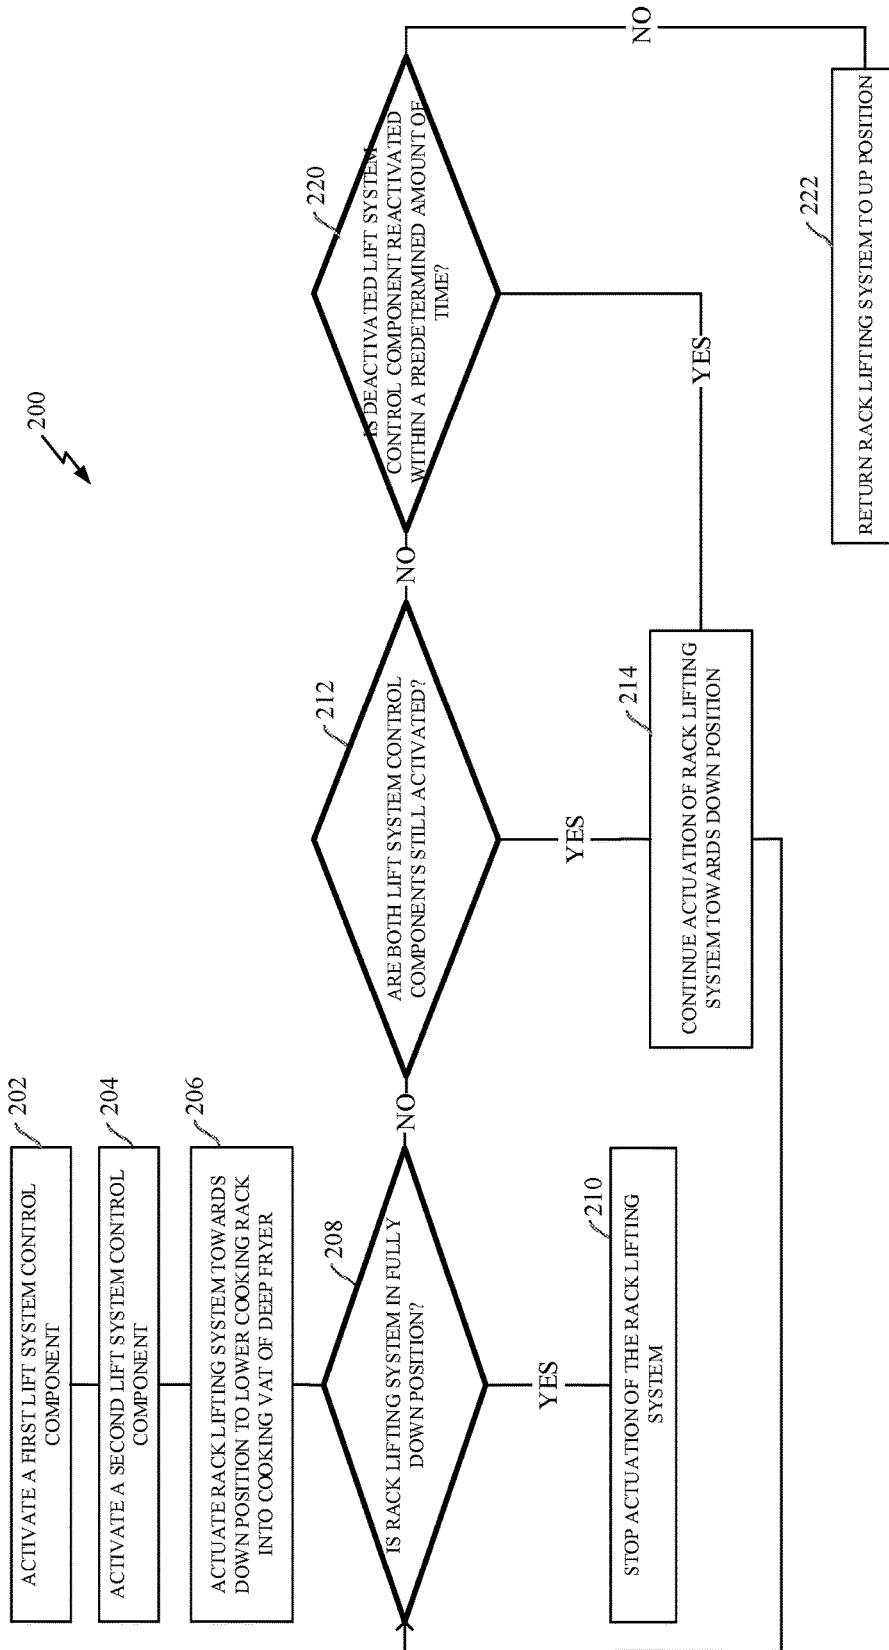 200
202
ACTIVATE A FIRST LIFT SYSTEM CONTROL
COMPONENT
204
ACTIVATE A SECOND LIFT SYSTEM CONTROL
COMPONENT
206
ACTUATE RACK LIFTING SYSTEM TOWARDS
DOWN POSITION TO LOWER COOKING RACK
INTO COOKING VAT OF DEEP FRYER
208
IS RACK LIFTING SYSTEM IN FULLY
DOWN POSITION?
YES
210
STOP ACTUATION OF THE RACK LIFTING
SYSTEM
NO
212
ARE BOTH LIFT SYSTEM CONTROL
COMPONENTS STILL ACTIVATED?
YES
214
CONTINUE ACTUATION OF RACK LIFTING
SYSTEM TOWARDS DOWN POSITION
NO
220
IS DEACTIVATED LIFT SYSTEM
CONTROL COMPONENT REACTIVATED
WITHIN A PREDETERMINED AMOUNT OF
TIME?
YES
NO
222
RETURN RACK LIFTING SYSTEM TO UP POSITION